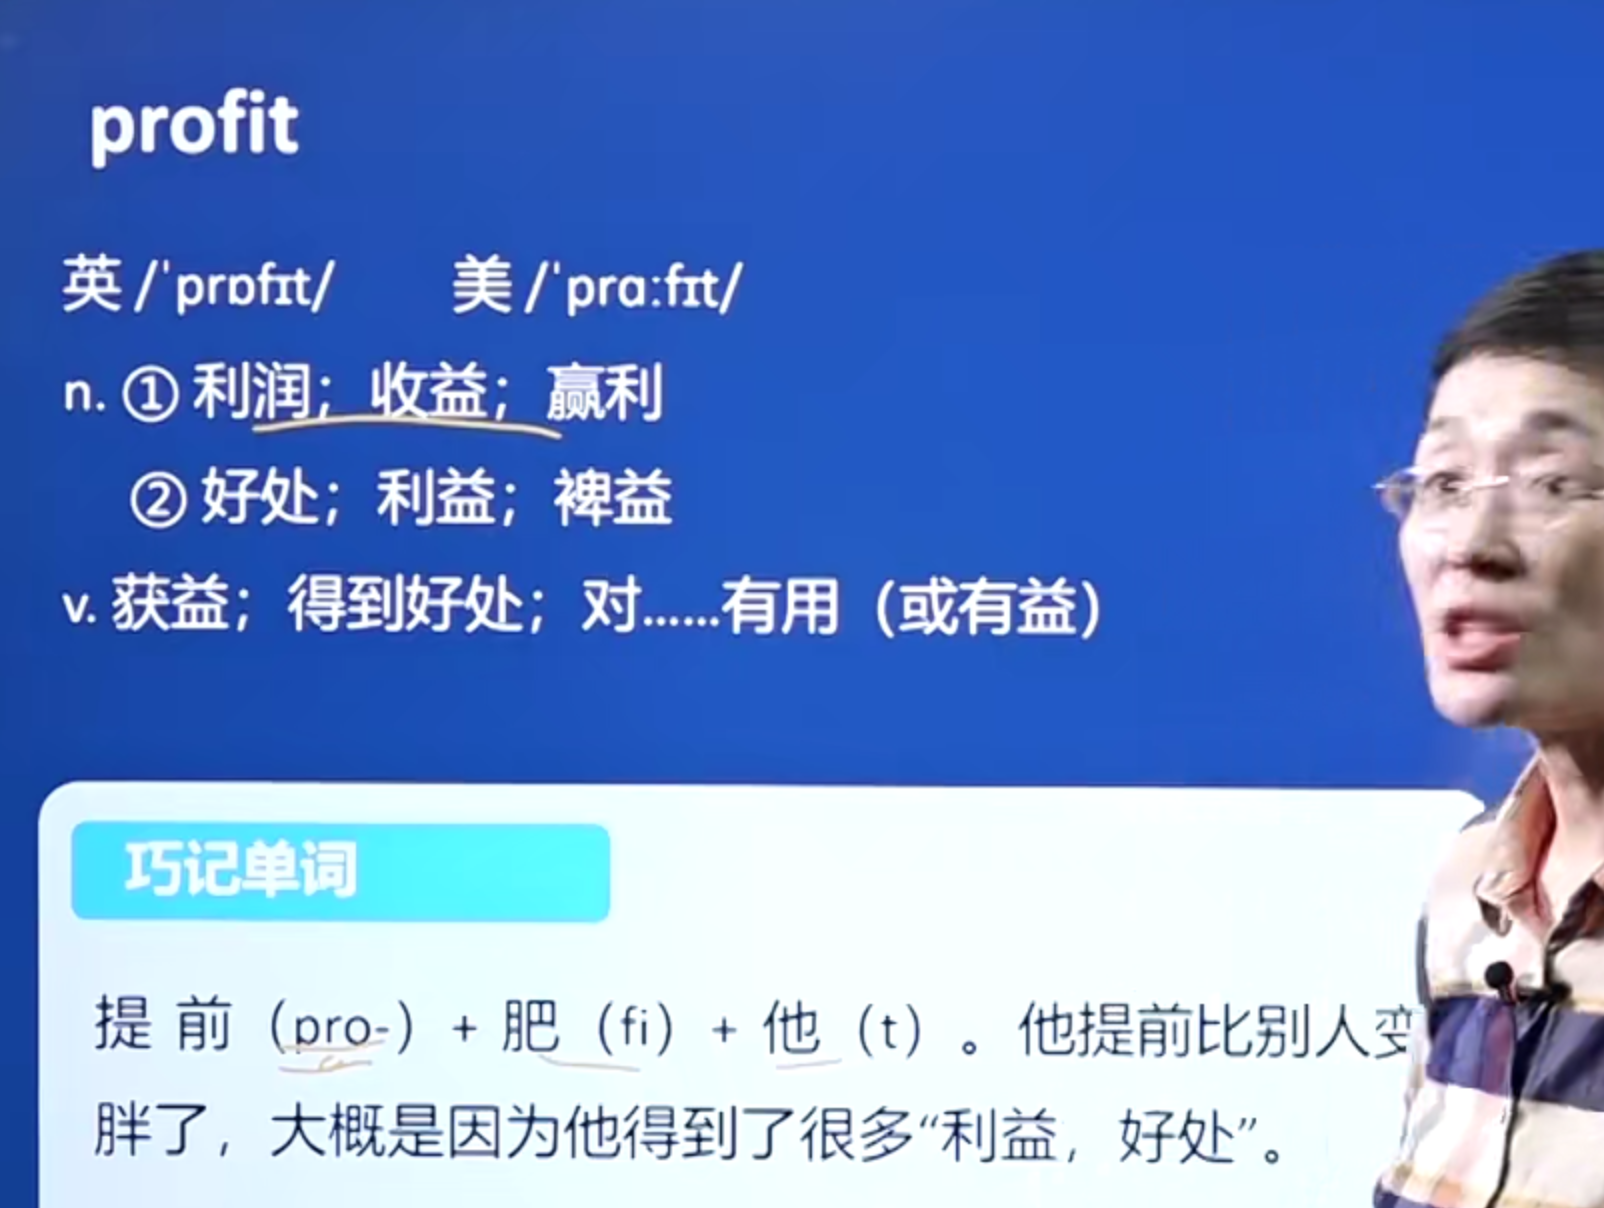 profit
英 /ˈprɒfɪt/ 美 /ˈprɑːfɪt/
n. ① 利润；收益；赢利
② 好处；利益；裨益
v. 获益；得到好处；对……有用（或有益）
巧记单词
提 前（pro-）+ 肥（fi）+ 他（t）。他提前比别人变
胖了，大概是因为他得到了很多“利益，好处”。